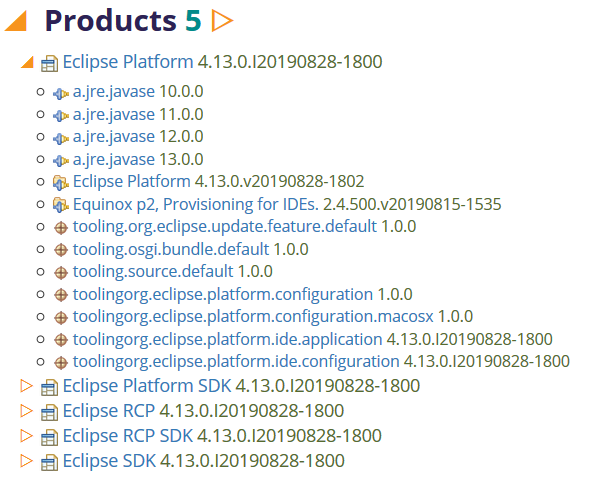 Products 5
Eclipse Platform 4.13.0.I20190828-1800
a.jre.javase 10.0.0
a.jre.javase 11.0.0
a.jre.javase 12.0.0
a.jre.javase 13.0.0
Eclipse Platform 4.13.0.v20190828-1802
Equinox p2, Provisioning for IDEs. 2.4.500.v20190815-1535
tooling.org.eclipse.update.feature.default 1.0.0
tooling.osgi.bundle.default 1.0.0
tooling.source.default 1.0.0
toolingorg.eclipse.platform.configuration 1.0.0
toolingorg.eclipse.platform.configuration.macosx 1.0.0
toolingorg.eclipse.platform.ide.application 4.13.0.I20190828-1800
toolingorg.eclipse.platform.ide.configuration 4.13.0.I20190828-1800
Eclipse Platform SDK 4.13.0.I20190828-1800
Eclipse RCP 4.13.0.I20190828-1800
Eclipse RCP SDK 4.13.0.I20190828-1800
Eclipse SDK 4.13.0.I20190828-1800